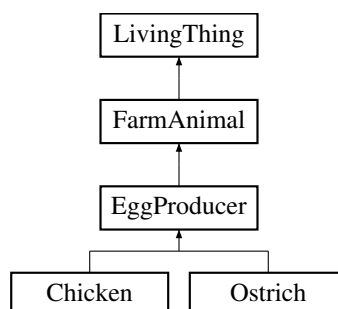 LivingThing
FarmAnimal
EggProducer
Chicken
Ostrich